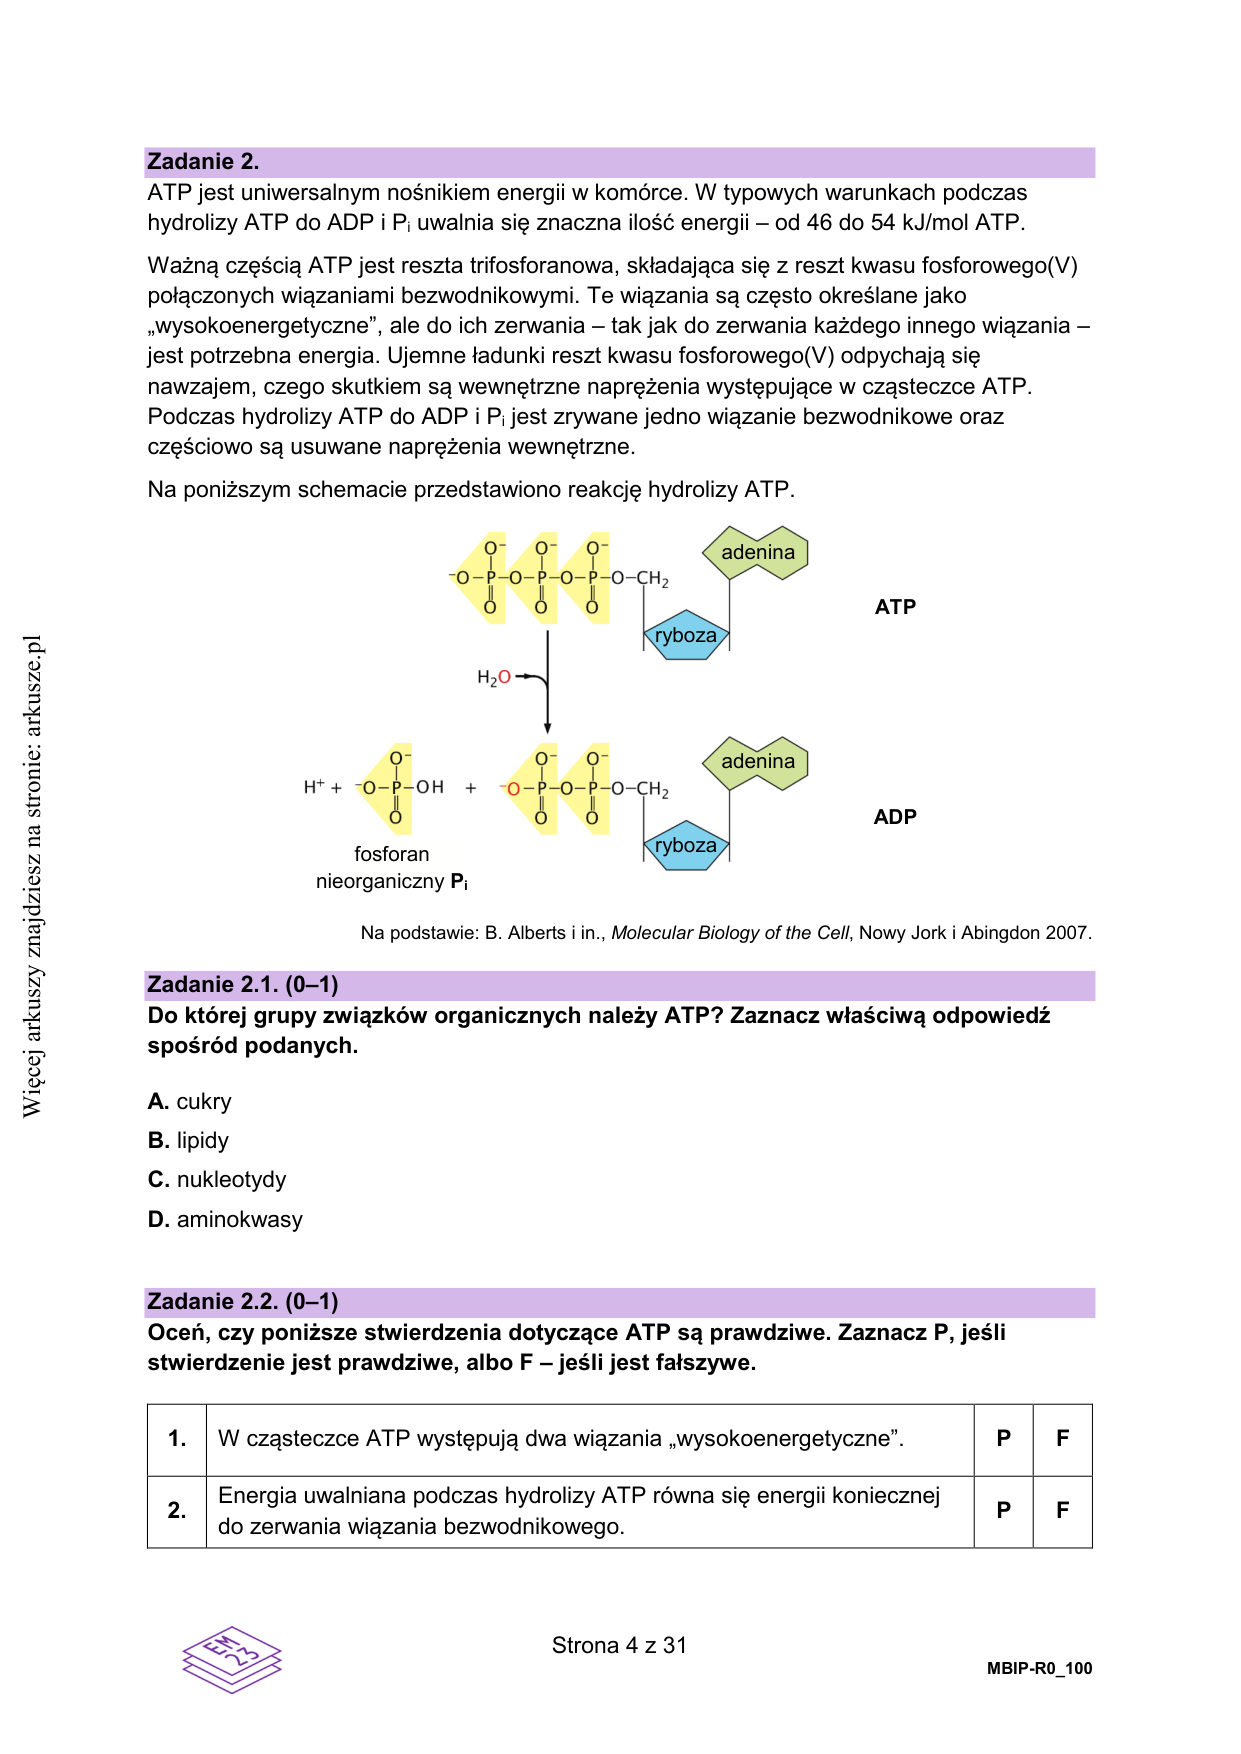 Zadanie 2.
ATP jest uniwersalnym nośnikiem energii w komórce. W typowych warunkach podczas
hydrolizy ATP do ADP i Pi uwalnia się znaczna ilość energii – od 46 do 54 kJ/mol ATP.
Ważną częścią ATP jest reszta trifosforanowa, składająca się z reszt kwasu fosforowego(V)
połączonych wiązaniami bezwodnikowymi. Te wiązania są często określane jako
„wysokoenergetyczne”, ale do ich zerwania – tak jak do zerwania każdego innego wiązania –
jest potrzebna energia. Ujemne ładunki reszt kwasu fosforowego(V) odpychają się
nawzajem, czego skutkiem są wewnętrzne naprężenia występujące w cząsteczce ATP.
Podczas hydrolizy ATP do ADP i Pi jest zrywane jedno wiązanie bezwodnikowe oraz
częściowo są usuwane naprężenia wewnętrzne.
Na poniższym schemacie przedstawiono reakcję hydrolizy ATP.
O⁻ O⁻ O⁻ adenina
⁻O–P–O–P–O–P–O–CH₂
O O O
ATP
ryboza
H₂O
O⁻ O⁻ O⁻ adenina
H⁺ + ⁻O–P–OH + ⁻O–P–O–P–O–CH₂
O O O
ADP
ryboza
fosforan
nieorganiczny Pi
Na podstawie: B. Alberts i in., Molecular Biology of the Cell, Nowy Jork i Abingdon 2007.
Zadanie 2.1. (0–1)
Do której grupy związków organicznych należy ATP? Zaznacz właściwą odpowiedź
spośród podanych.
A. cukry
B. lipidy
C. nukleotydy
D. aminokwasy
Zadanie 2.2. (0–1)
Oceń, czy poniższe stwierdzenia dotyczące ATP są prawdziwe. Zaznacz P, jeśli
stwierdzenie jest prawdziwe, albo F – jeśli jest fałszywe.
1. W cząsteczce ATP występują dwa wiązania „wysokoenergetyczne”. P F
2. Energia uwalniana podczas hydrolizy ATP równa się energii koniecznej
do zerwania wiązania bezwodnikowego. P F
EM
23
Strona 4 z 31
MBIP-R0_100
Więcej arkuszy znajdziesz na stronie: arkusze.pl